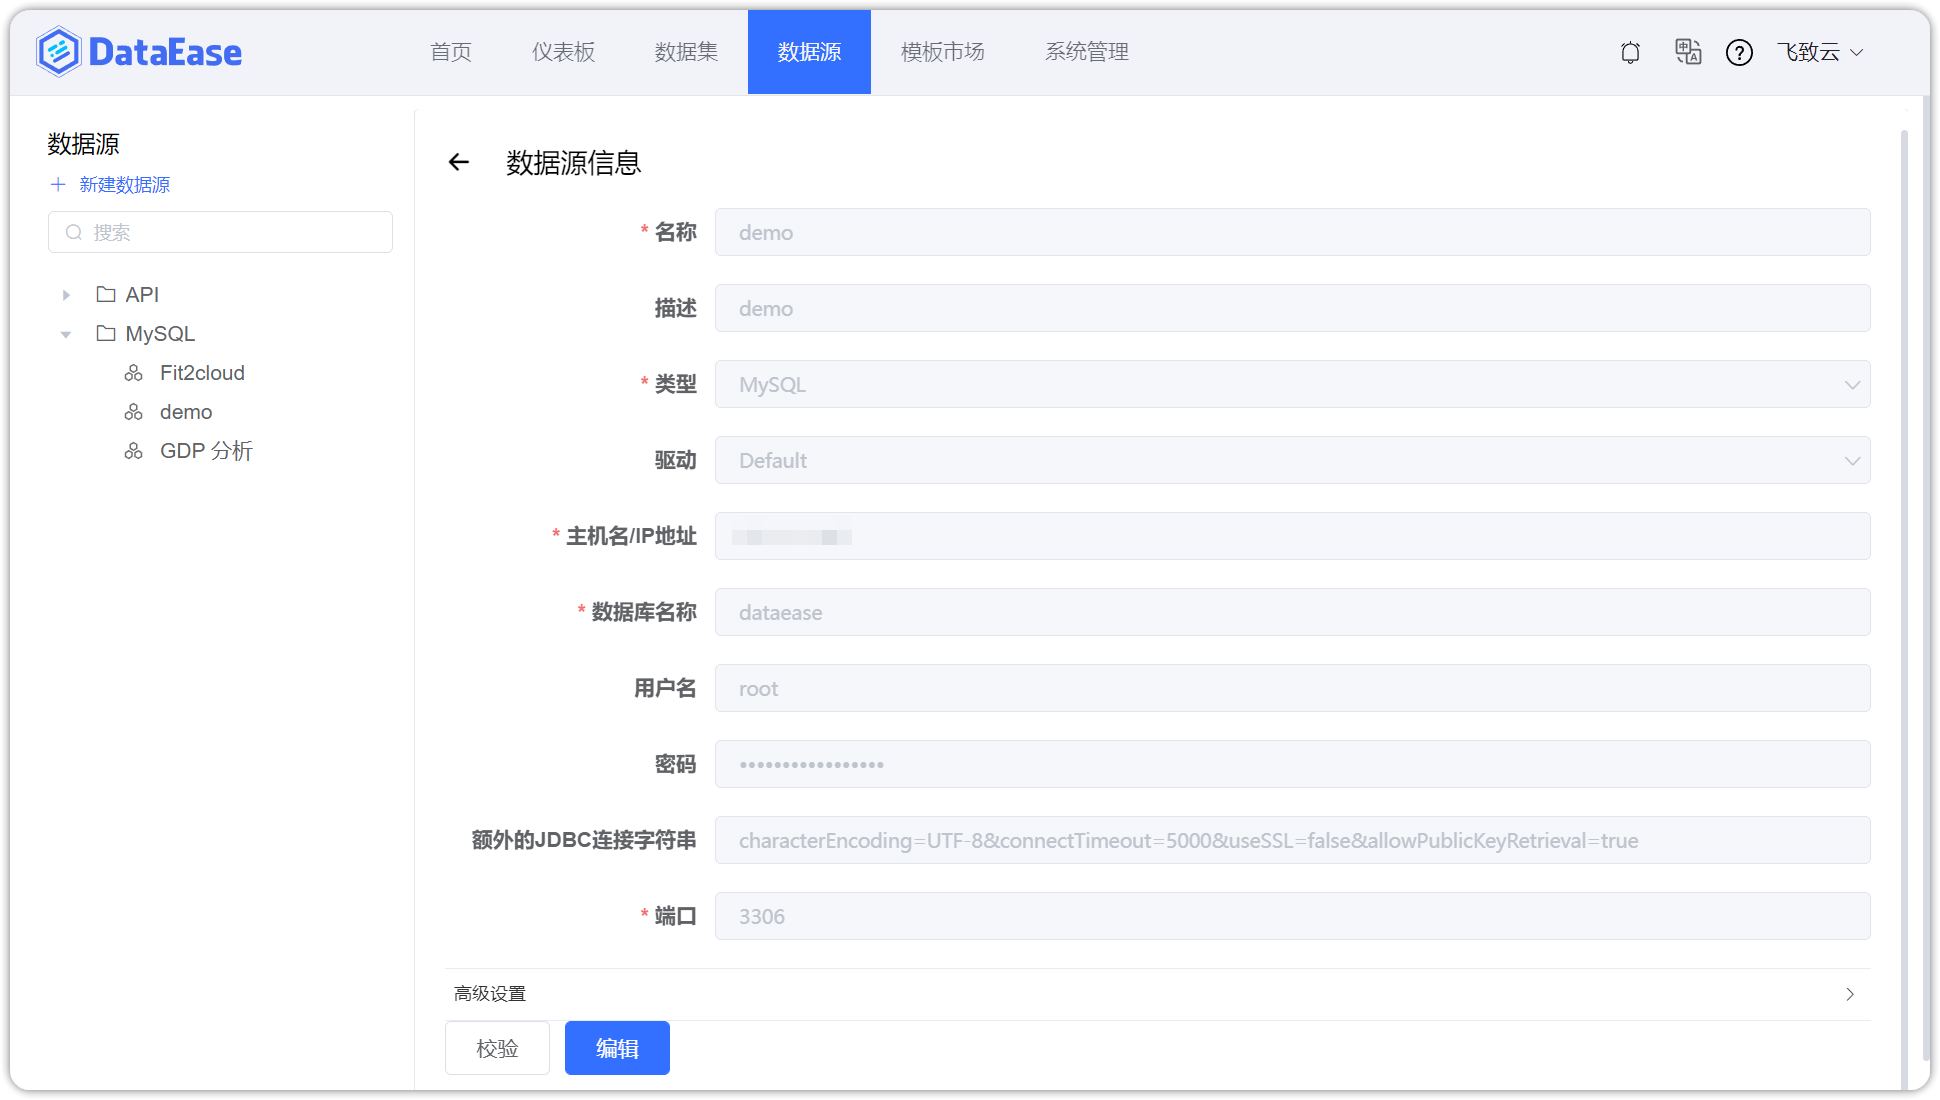 DataEase
首页
仪表板
数据集
数据源
模板市场
系统管理
飞致云
数据源
新建数据源
搜索
API
MySQL
Fit2cloud
demo
GDP 分析
数据源信息
* 名称 demo
描述 demo
* 类型 MySQL
驱动 Default
* 主机名/IP地址
* 数据库名称 dataease
用户名 root
密码 •••••••••••••••••
额外的JDBC连接字符串 characterEncoding=UTF-8&connectTimeout=5000&useSSL=false&allowPublicKeyRetrieval=true
* 端口 3306
高级设置
校验
编辑